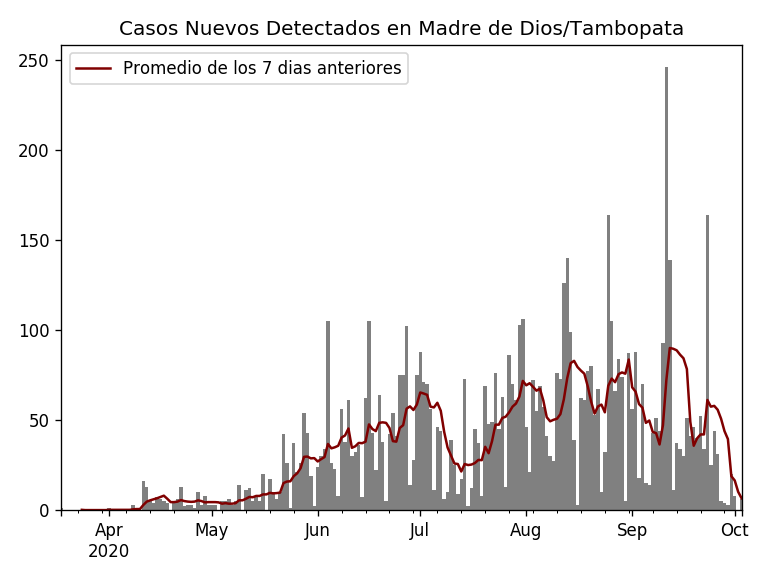 Casos Nuevos Detectados en Madre de Dios/Tambopata
Promedio de los 7 dias anteriores
250
200
150
100
50
0
Apr May Jun Jul Aug Sep Oct
2020